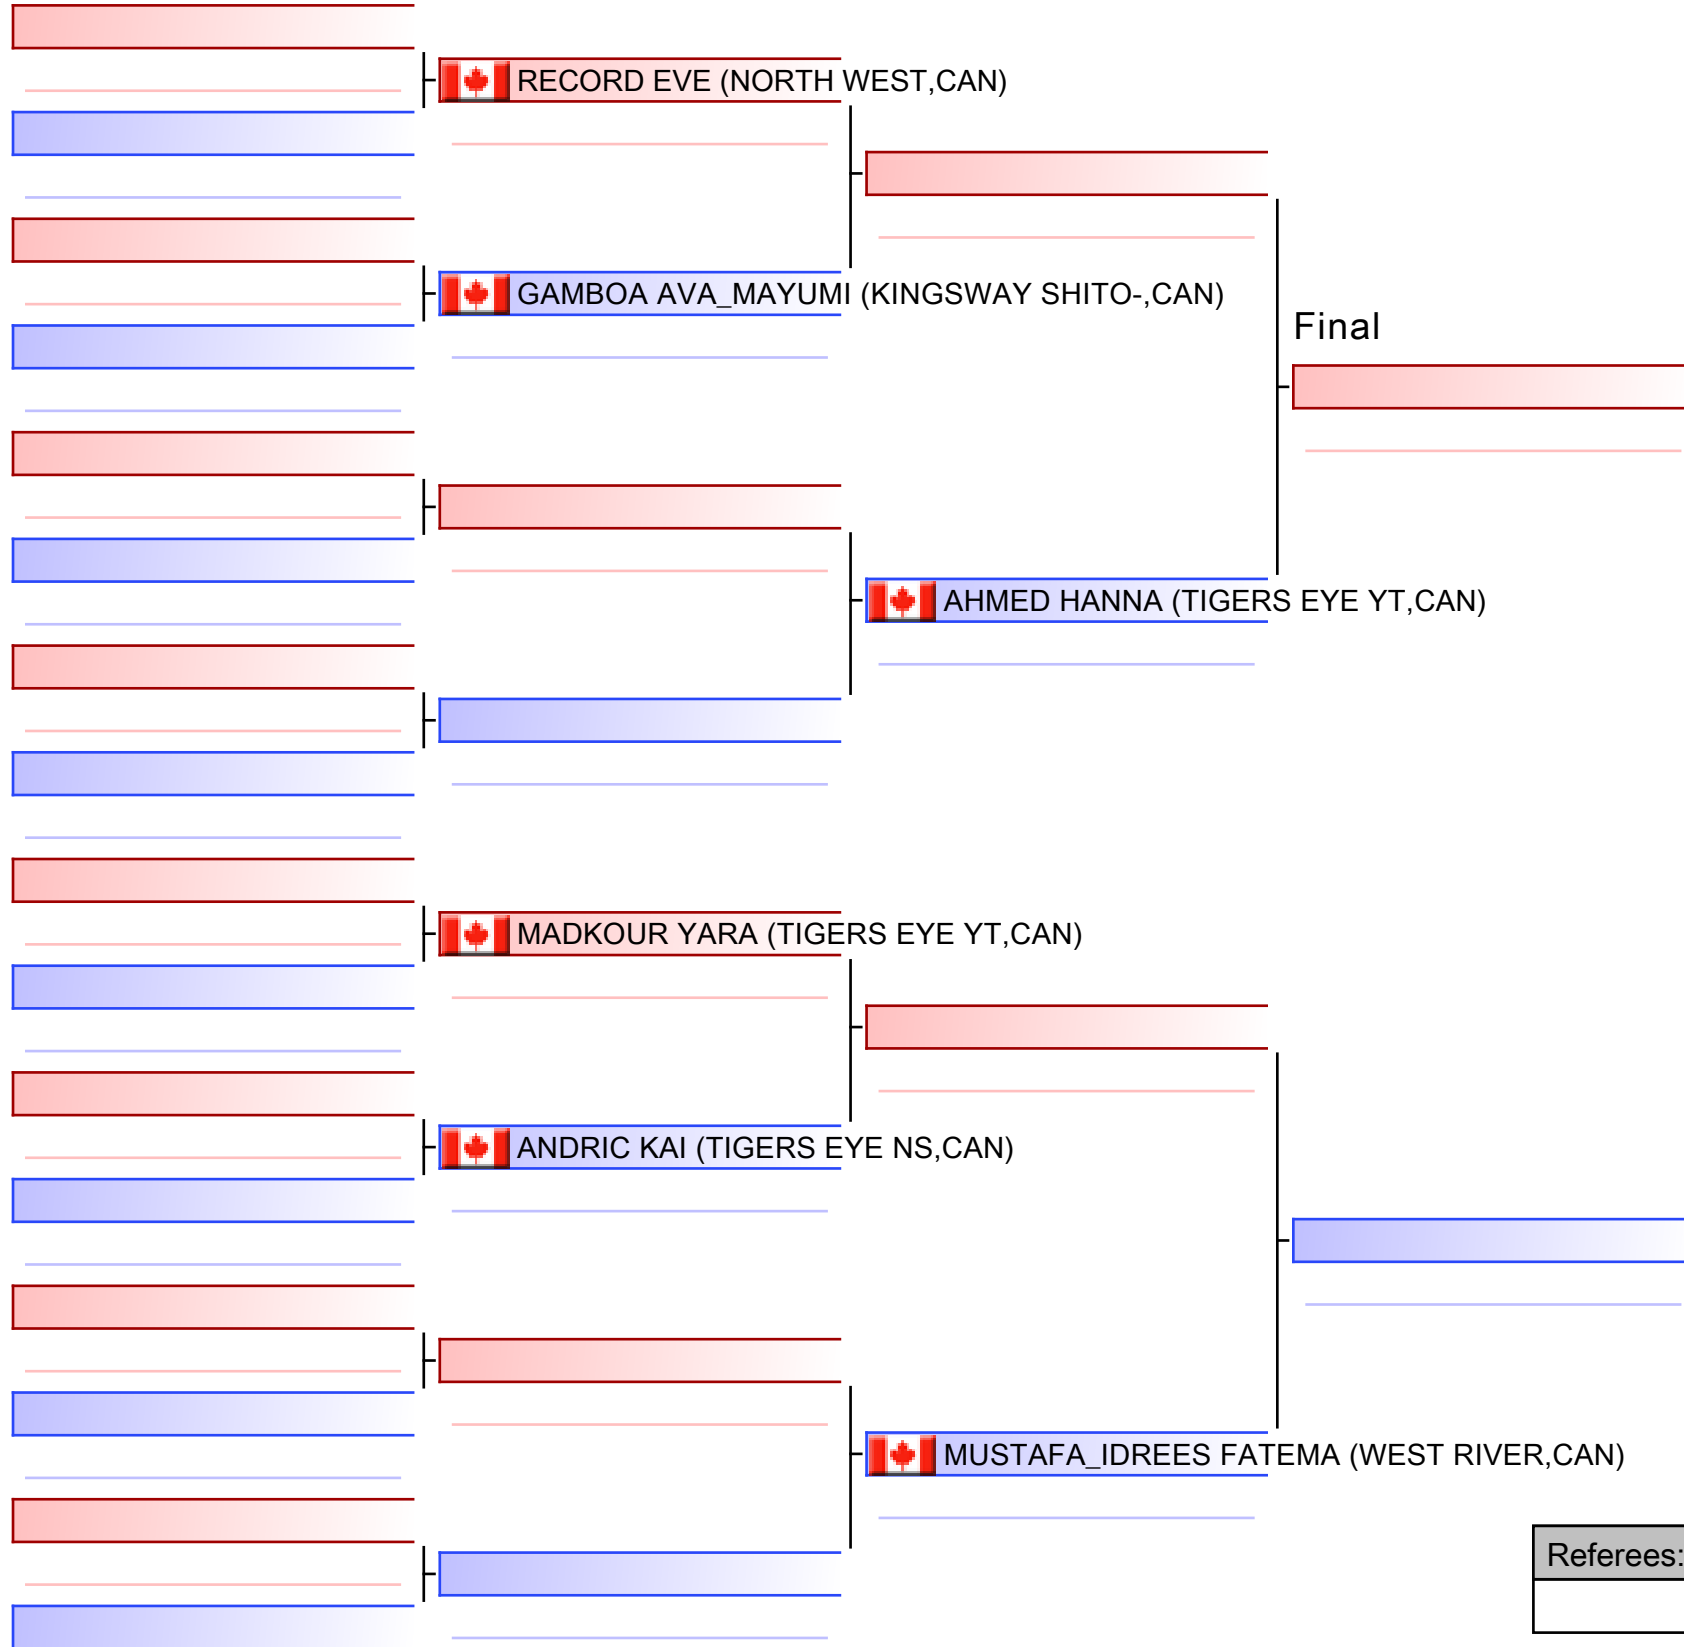 RECORD EVE (NORTH WEST,CAN)
GAMBOA AVA_MAYUMI (KINGSWAY SHITO-,CAN)
Final
AHMED HANNA (TIGERS EYE YT,CAN)
MADKOUR YARA (TIGERS EYE YT,CAN)
ANDRIC KAI (TIGERS EYE NS,CAN)
MUSTAFA_IDREES FATEMA (WEST RIVER,CAN)
Referees: